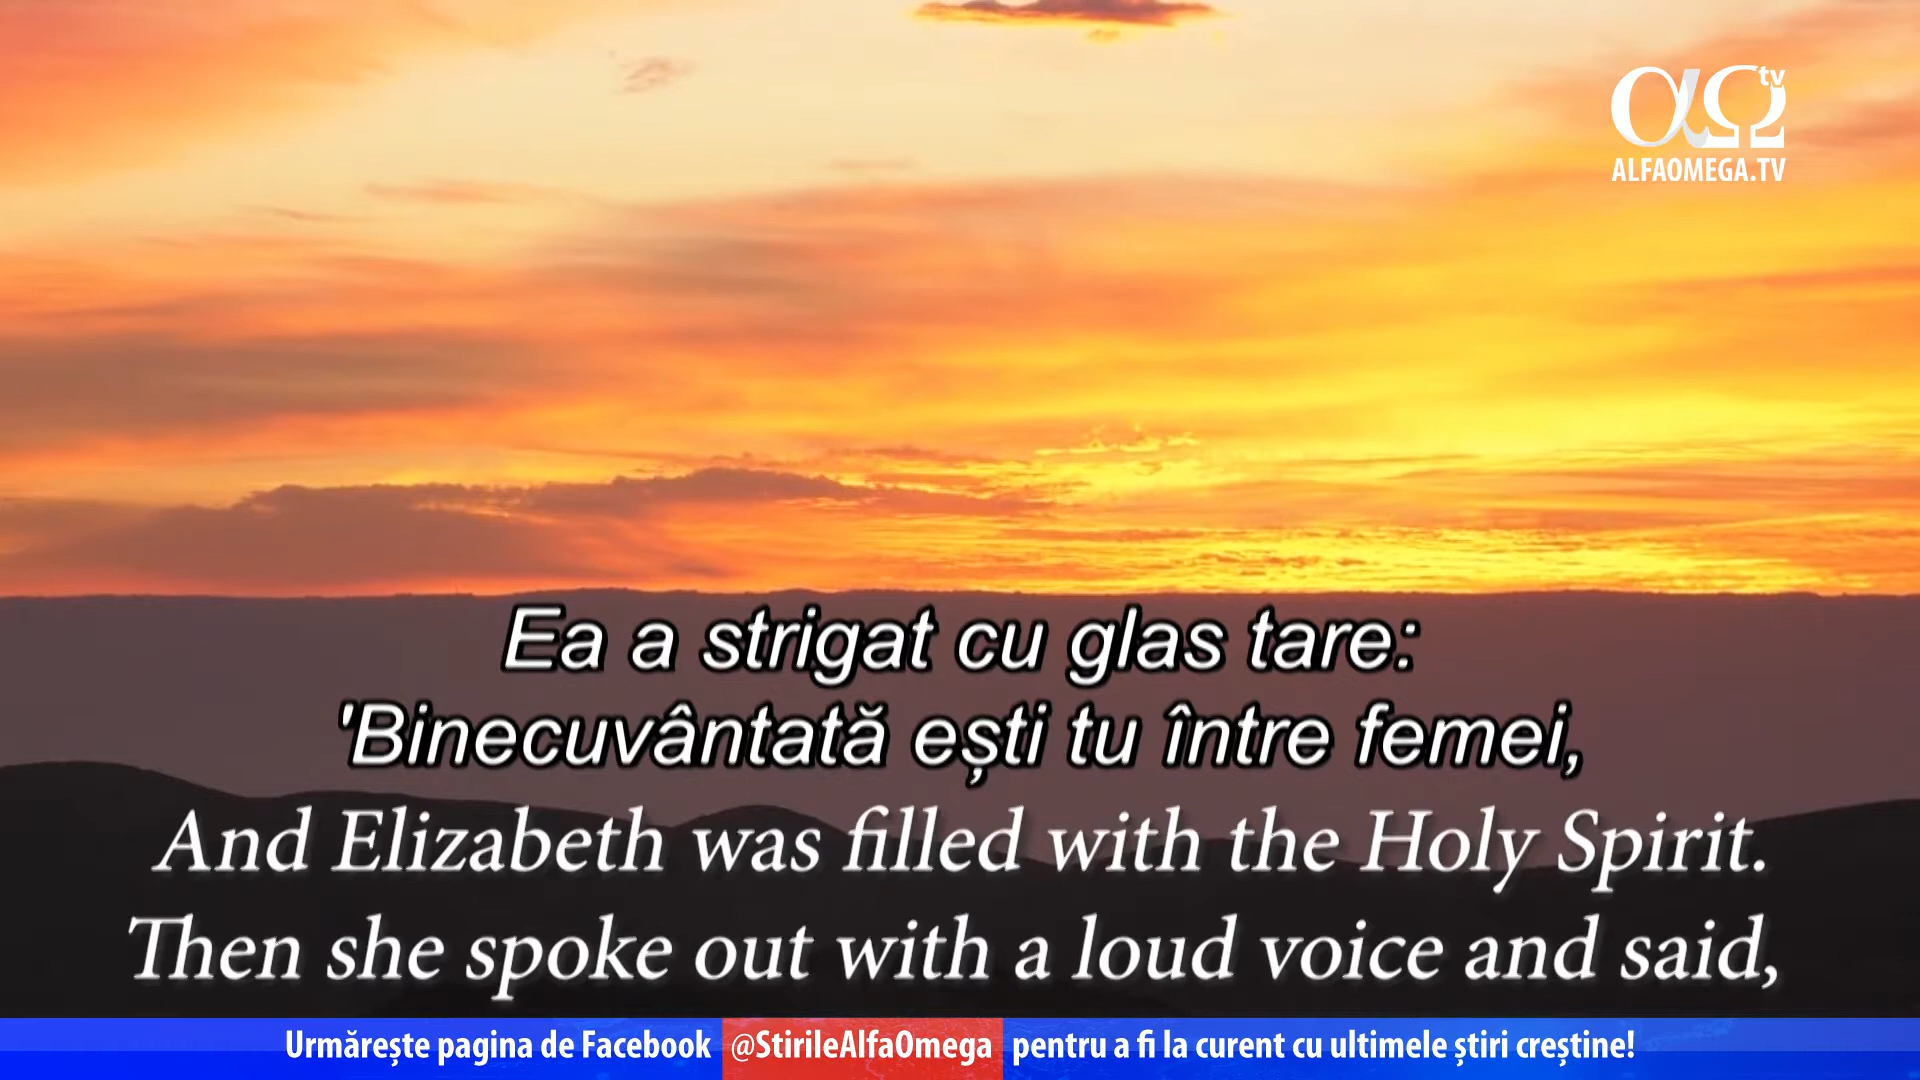 αΩ tv
ALFAOMEGA.TV
Ea a strigat cu glas tare:
'Binecuvântată ești tu între femei,
And Elizabeth was filled with the Holy Spirit.
Then she spoke out with a loud voice and said,
Urmărește pagina de Facebook @StirileAlfaOmega pentru a fi la curent cu ultimele știri creștine!